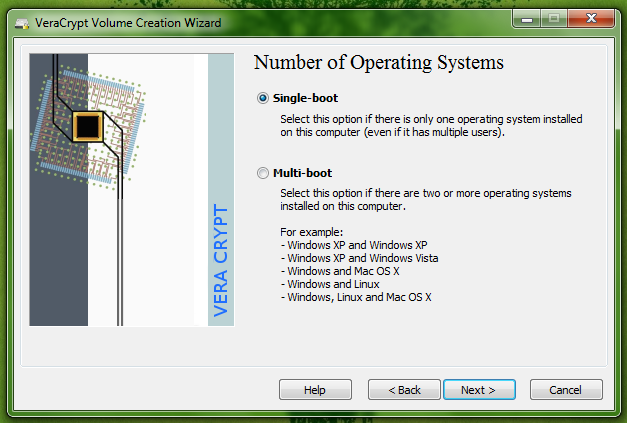 VeraCrypt Volume Creation Wizard
Number of Operating Systems
Single-boot
Select this option if there is only one operating system installed
on this computer (even if it has multiple users).
Multi-boot
Select this option if there are two or more operating systems
installed on this computer.
For example:
- Windows XP and Windows XP
- Windows XP and Windows Vista
- Windows and Mac OS X
- Windows and Linux
- Windows, Linux and Mac OS X
VERA CRYPT
Help
< Back
Next >
Cancel